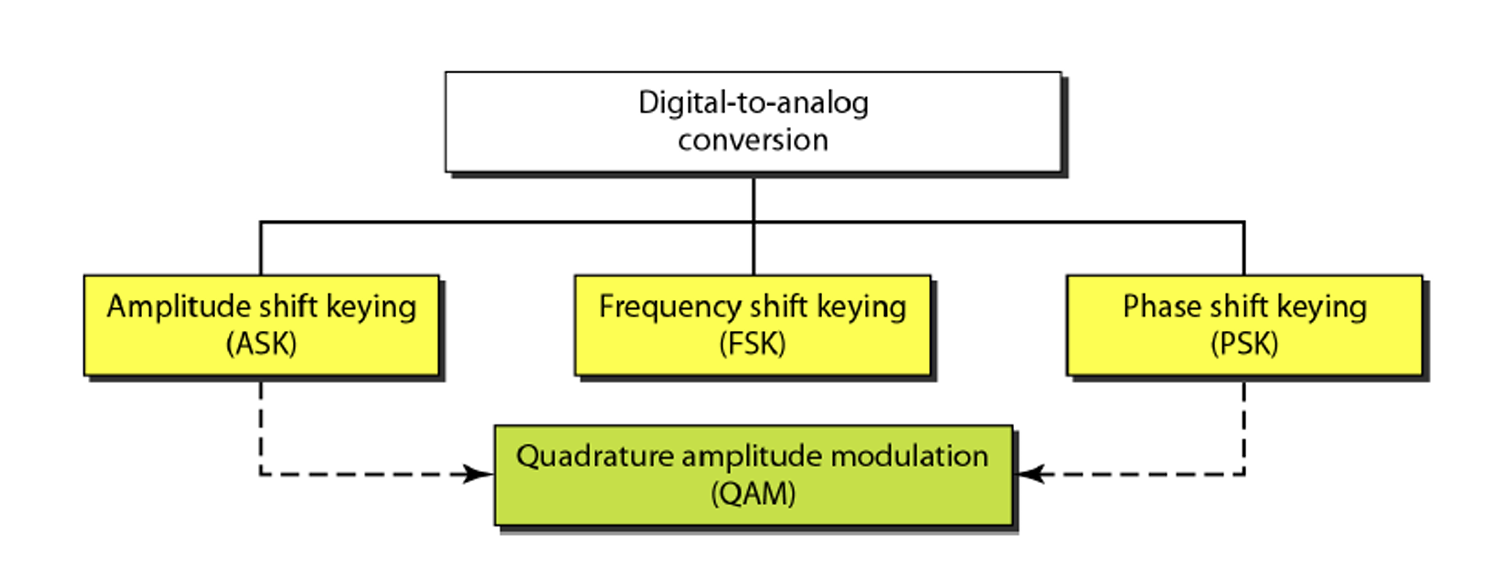 Digital-to-analog
conversion
Amplitude shift keying
(ASK)
Frequency shift keying
(FSK)
Phase shift keying
(PSK)
Quadrature amplitude modulation
(QAM)